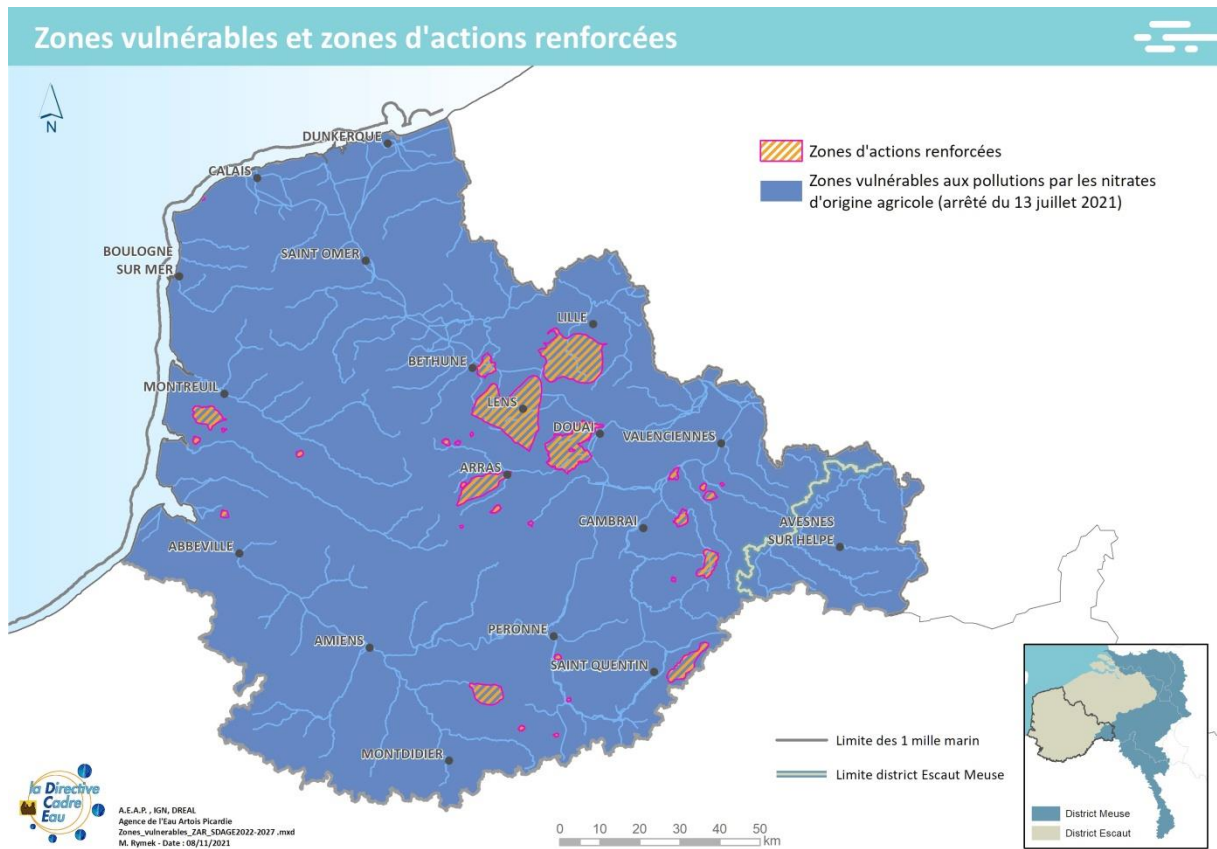 Zones vulnérables et zones d'actions renforcées
N
DUNKERQUE
CALAIS
Zones d'actions renforcées
Zones vulnérables aux pollutions par les nitrates
d'origine agricole (arrêté du 13 juillet 2021)
BOULOGNE
SUR MER
SAINT OMER
LILLE
BETHUNE
MONTREUIL
LENS
DOUAI
VALENCIENNES
ARRAS
CAMBRAI
AVESNES
SUR HELPE
ABBEVILLE
PERONNE
AMIENS
SAINT QUENTIN
MONTDIDIER
Limite des 1 mille marin
Limite district Escaut Meuse
District Meuse
District Escaut
la Directive
Cadre
Eau
A.E.A.P. , IGN, DREAL
Agence de l'Eau Artois Picardie
Zones_vulnerables_ZAR_SDAGE2022-2027 .mxd
M. Rymek - Date : 08/11/2021
0 10 20 30 40 50
km